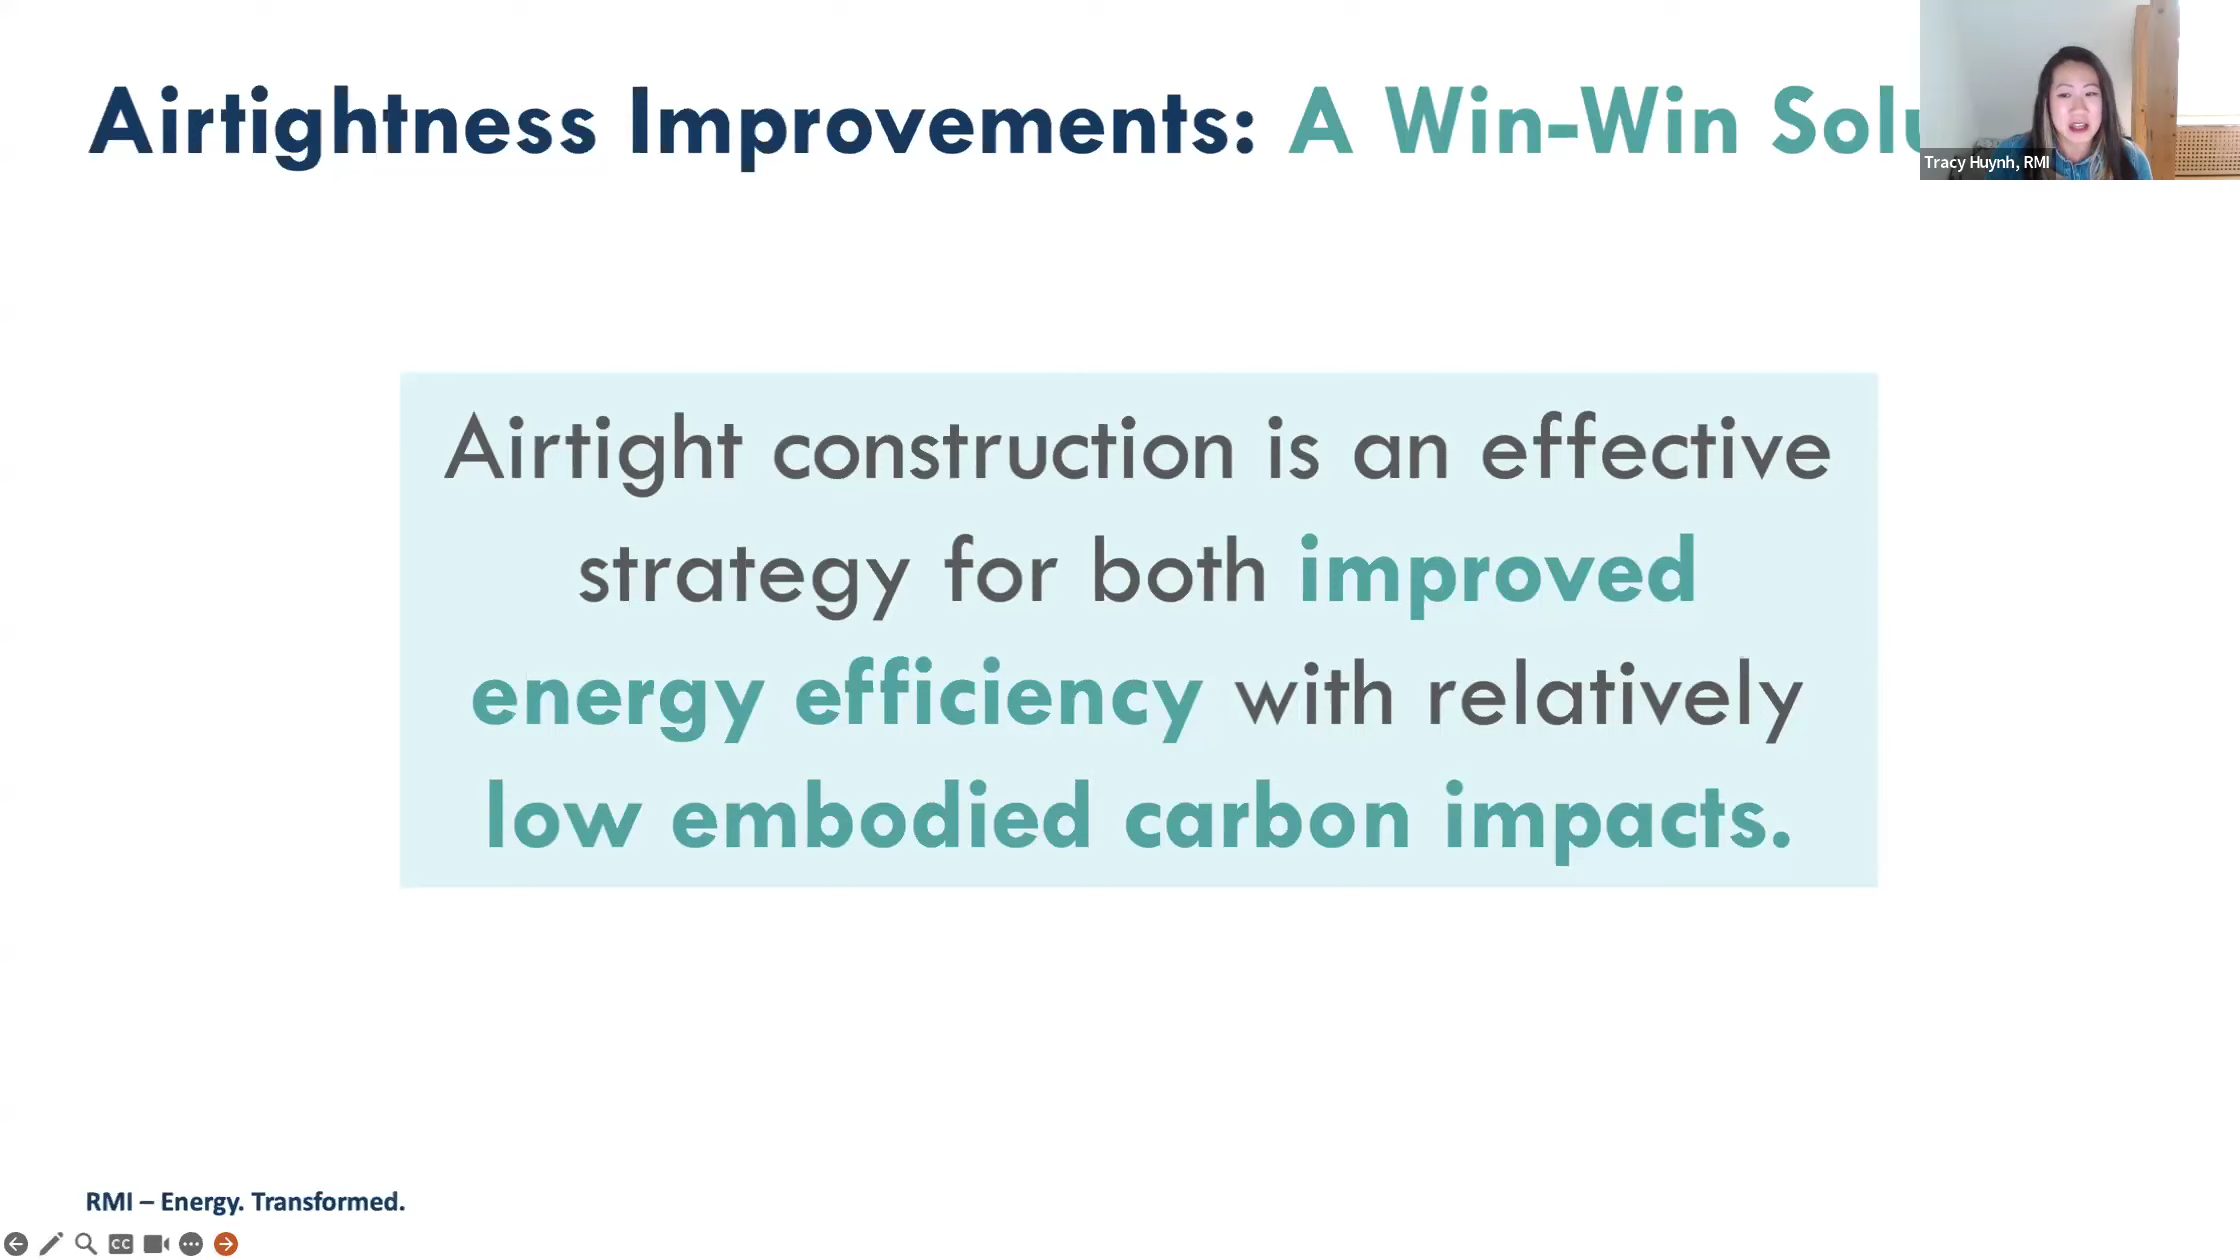 Airtightness Improvements: A Win-Win Solu
Tracy Huynh, RMI
Airtight construction is an effective
strategy for both improved
energy efficiency with relatively
low embodied carbon impacts.
RMI – Energy. Transformed.
CC